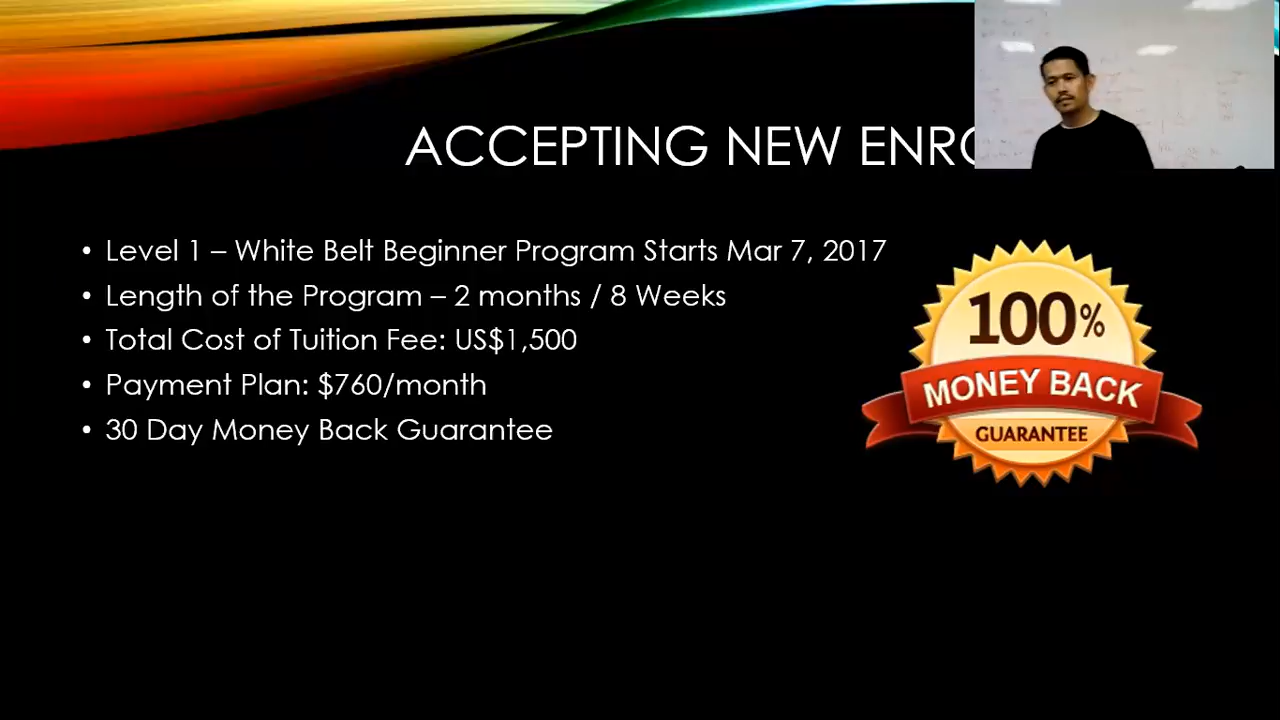 ACCEPTING NEW
• Level 1 – White Belt Beginner Program Starts Mar 7, 2017
• Length of the Program – 2 months / 8 Weeks
• Total Cost of Tuition Fee: US$1,500
• Payment Plan: $760/month
• 30 Day Money Back Guarantee
100%
MONEY BACK
GUARANTEE